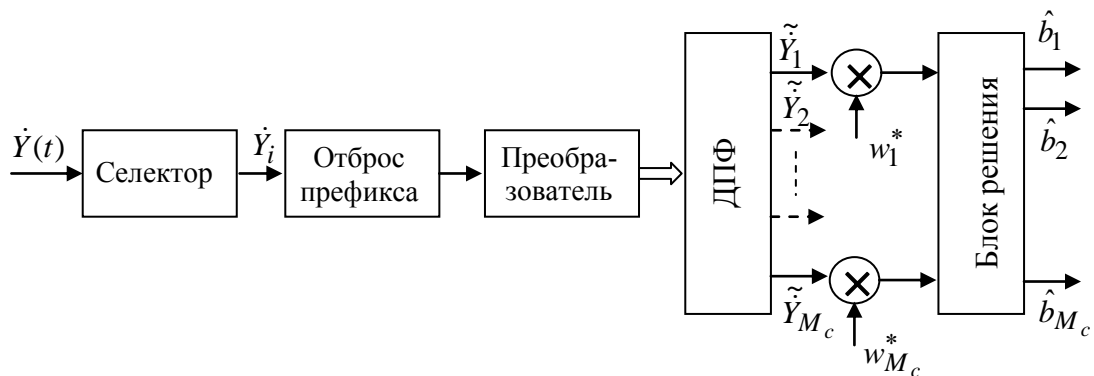 Ẏ(t)
Селектор
Ẏ_i
Отброс
префикса
Преобра-
зователь
ДПФ
Ỹ̇_1
Ỹ̇_2
Ỹ̇_{M_c}
w_1^*
w_{M_c}^*
Блок решения
b̂_1
b̂_2
b̂_{M_c}